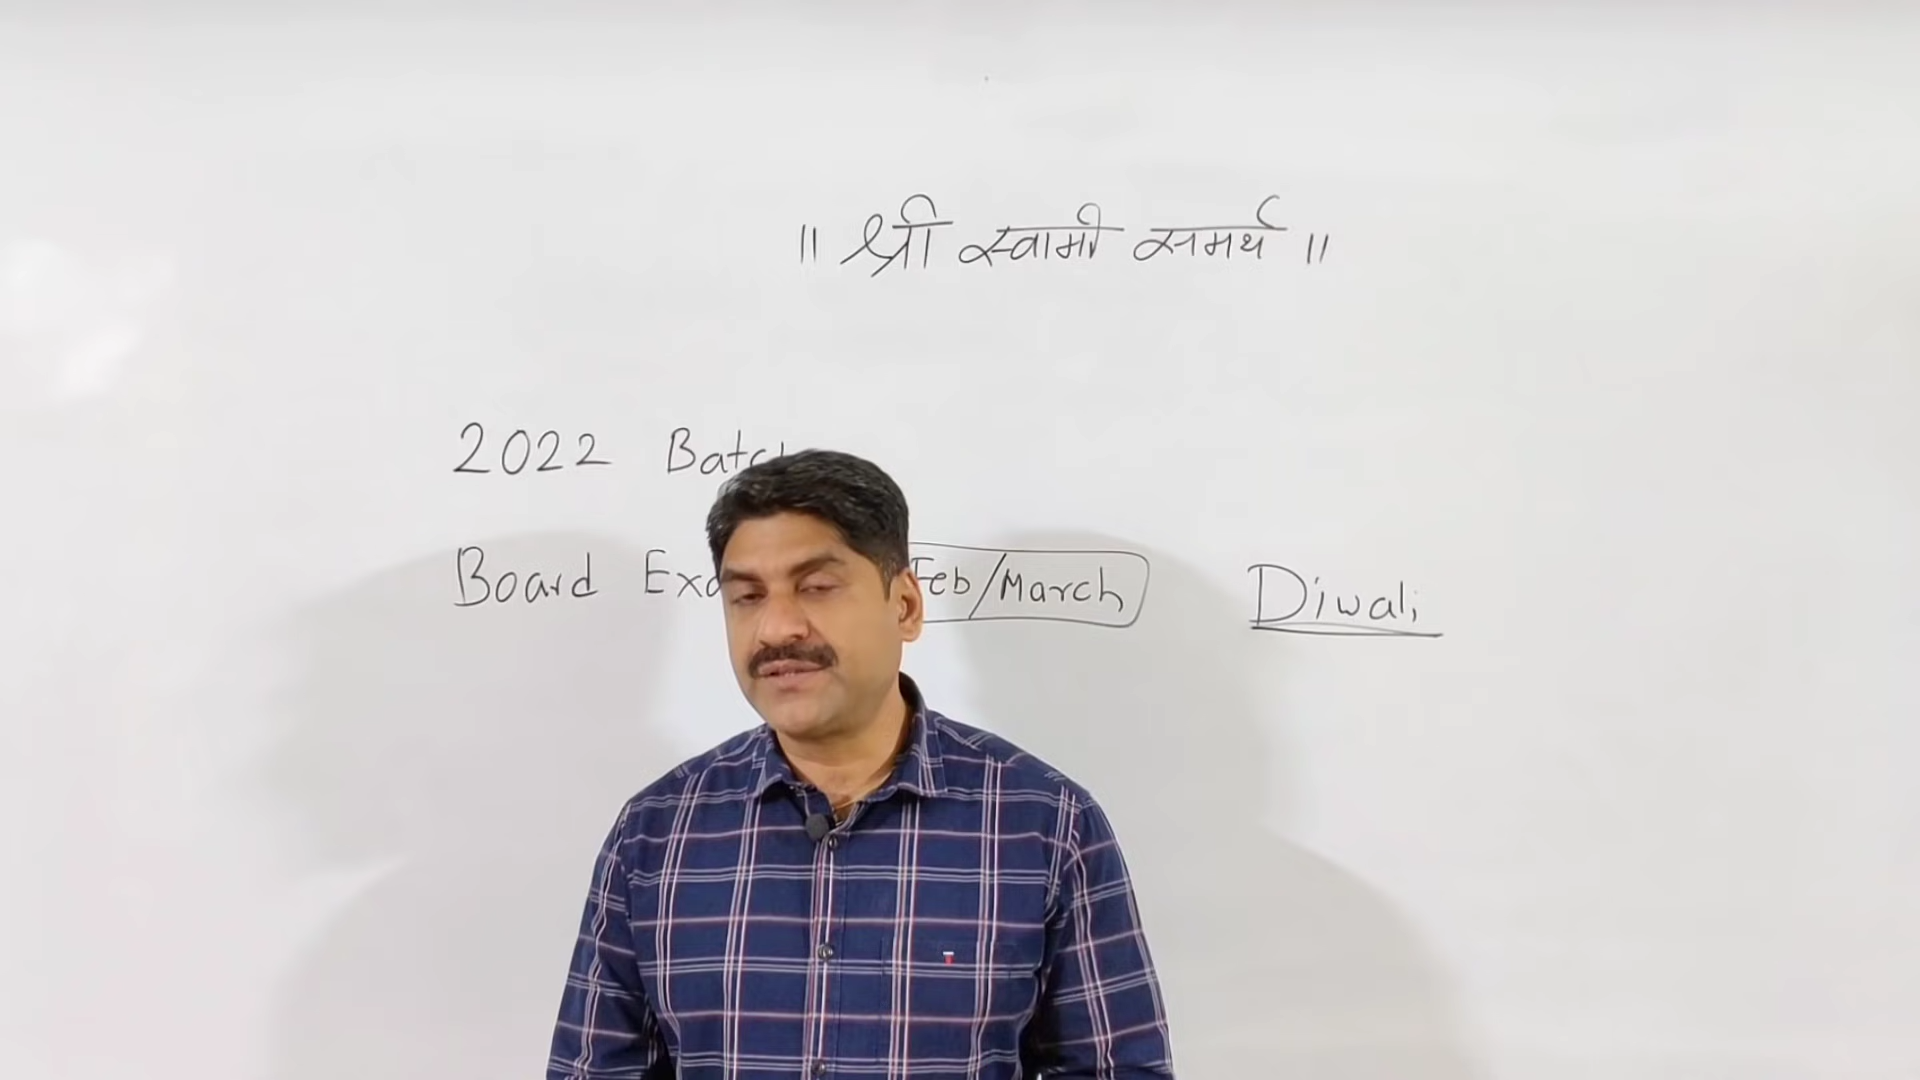 ॥ श्री स्वामी समर्थ ॥
2022 Batch
Board Exa Feb/March Diwali